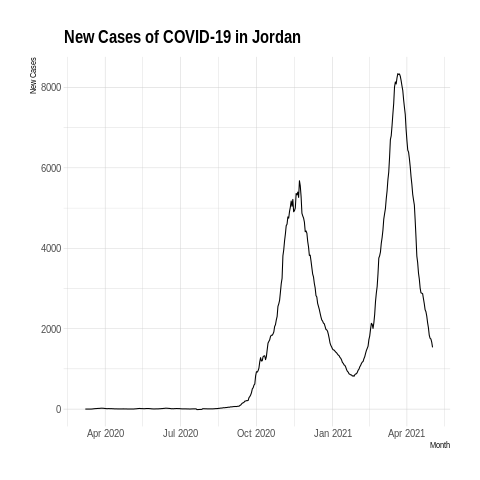 New Cases of COVID-19 in Jordan
New Cases
8000
6000
4000
2000
0
Apr 2020 Jul 2020 Oct 2020 Jan 2021 Apr 2021
Month